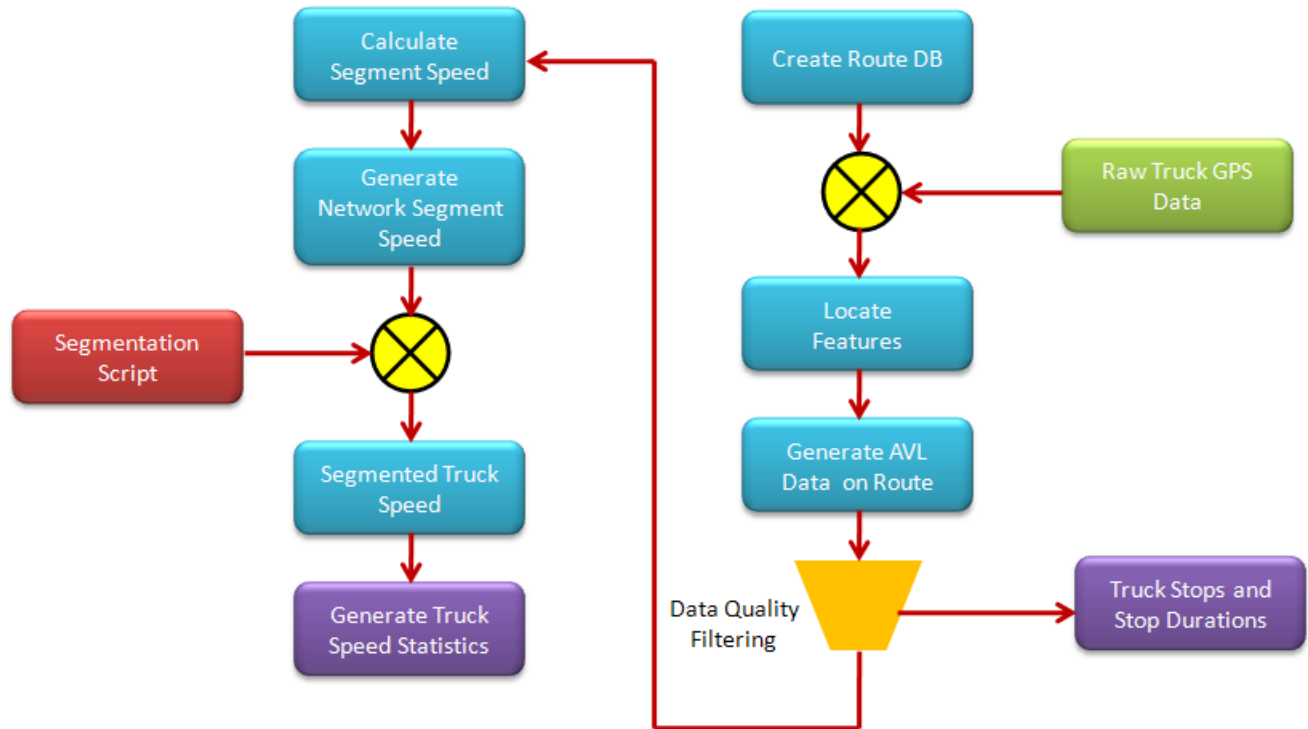 Calculate
Segment Speed
Create Route DB
Generate
Network Segment
Speed
Raw Truck GPS
Data
Locate
Features
Segmentation
Script
Segmented Truck
Speed
Generate AVL
Data on Route
Generate Truck
Speed Statistics
Data Quality
Filtering
Truck Stops and
Stop Durations